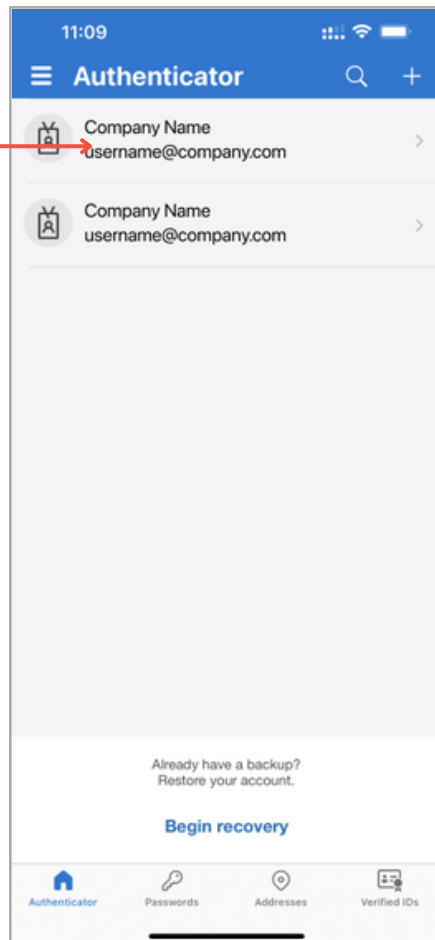 11:09
Authenticator
Company Name
username@company.com
Company Name
username@company.com
Already have a backup?
Restore your account.
Begin recovery
Authenticator Passwords Addresses Verified IDs